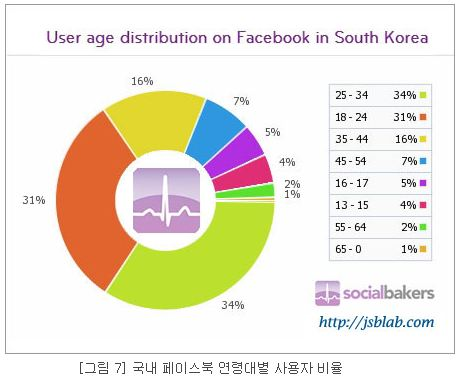 User age distribution on Facebook in South Korea
16%
7%
5%
4%
2%
1%
31%
34%
25 - 34 34%
18 - 24 31%
35 - 44 16%
45 - 54 7%
16 - 17 5%
13 - 15 4%
55 - 64 2%
65 - 0 1%
socialbakers
http://jsblab.com
[그림 7] 국내 페이스북 연령대별 사용자 비율